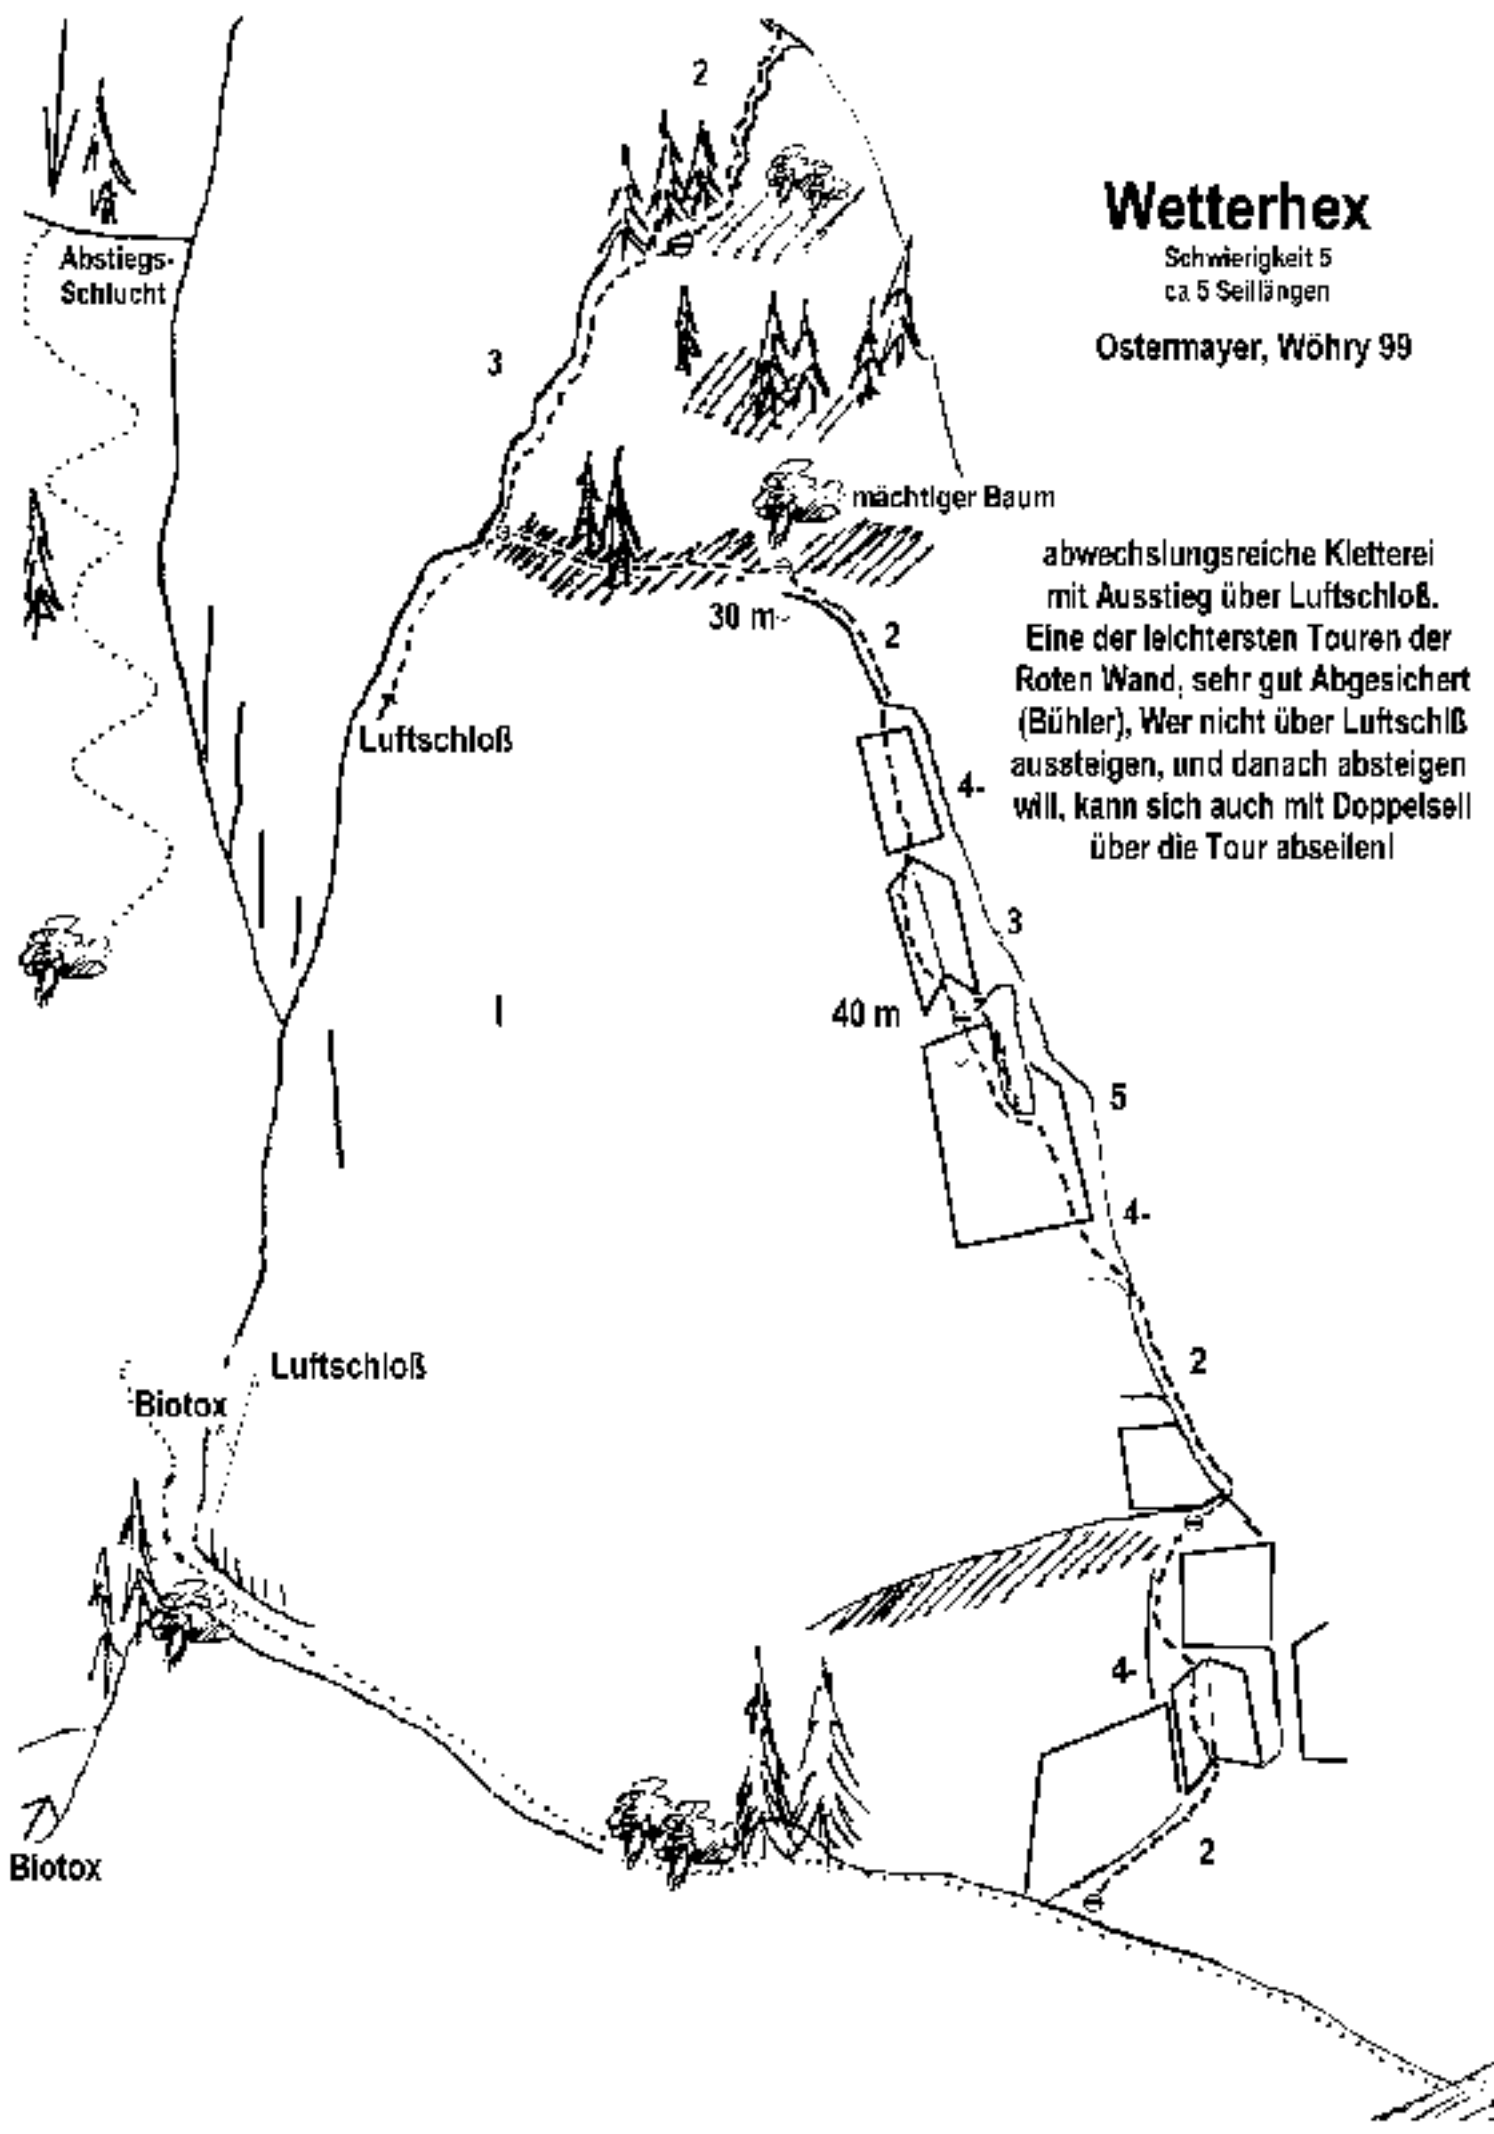 2
Wetterhex
Schwierigkeit 5
ca 5 Seillängen
Ostermayer, Wöhry 99
Abstiegs-
Schlucht
3
mächtiger Baum
abwechslungsreiche Kletterei
mit Ausstieg über Luftschloß.
Eine der leichtersten Touren der
Roten Wand, sehr gut Abgesichert
(Bühler), Wer nicht über Luftschlß
aussteigen, und danach absteigen
will, kann sich auch mit Doppelseil
über die Tour abseilen!
30 m
2
Luftschloß
4-
3
40 m
5
4-
2
Luftschloß
Biotox
4-
2
Biotox